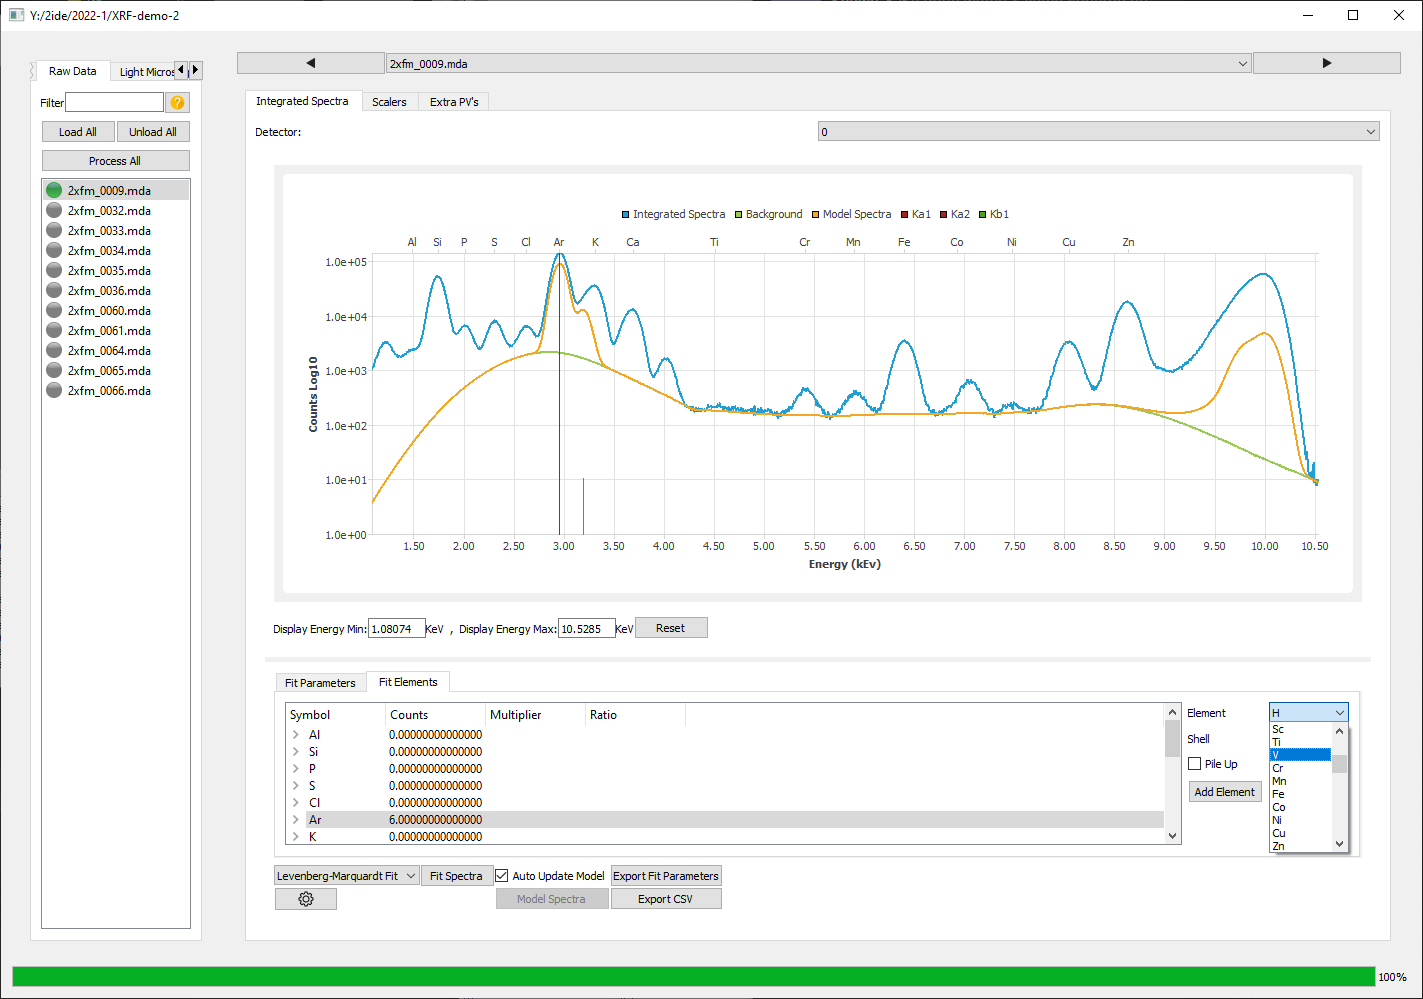 Y:/2ide/2022-1/XRF-demo-2
Raw Data Light Micros
Filter
Load All Unload All
Process All
2xfm_0009.mda
2xfm_0032.mda
2xfm_0033.mda
2xfm_0034.mda
2xfm_0035.mda
2xfm_0036.mda
2xfm_0060.mda
2xfm_0061.mda
2xfm_0064.mda
2xfm_0065.mda
2xfm_0066.mda
2xfm_0009.mda
Integrated Spectra Scalers Extra PV's
Detector: 0
Integrated Spectra Background Model Spectra Ka1 Ka2 Kb1
Al Si P S Cl Ar K Ca Ti Cr Mn Fe Co Ni Cu Zn
1.0e+05
1.0e+04
1.0e+03
1.0e+02
1.0e+01
1.0e+00
Counts Log10
1.50 2.00 2.50 3.00 3.50 4.00 4.50 5.00 5.50 6.00 6.50 7.00 7.50 8.00 8.50 9.00 9.50 10.00 10.50
Energy (kEv)
Display Energy Min: 1.08074 KeV , Display Energy Max: 10.5285 KeV Reset
Fit Parameters Fit Elements
Symbol Counts Multiplier Ratio
Al 0.00000000000000
Si 0.00000000000000
P 0.00000000000000
S 0.00000000000000
Cl 0.00000000000000
Ar 6.00000000000000
K 0.00000000000000
Element H
Shell
Pile Up
Add Element
Sc
Ti
V
Cr
Mn
Fe
Co
Ni
Cu
Zn
Levenberg-Marquardt Fit Fit Spectra Auto Update Model Export Fit Parameters
Model Spectra Export CSV
100%